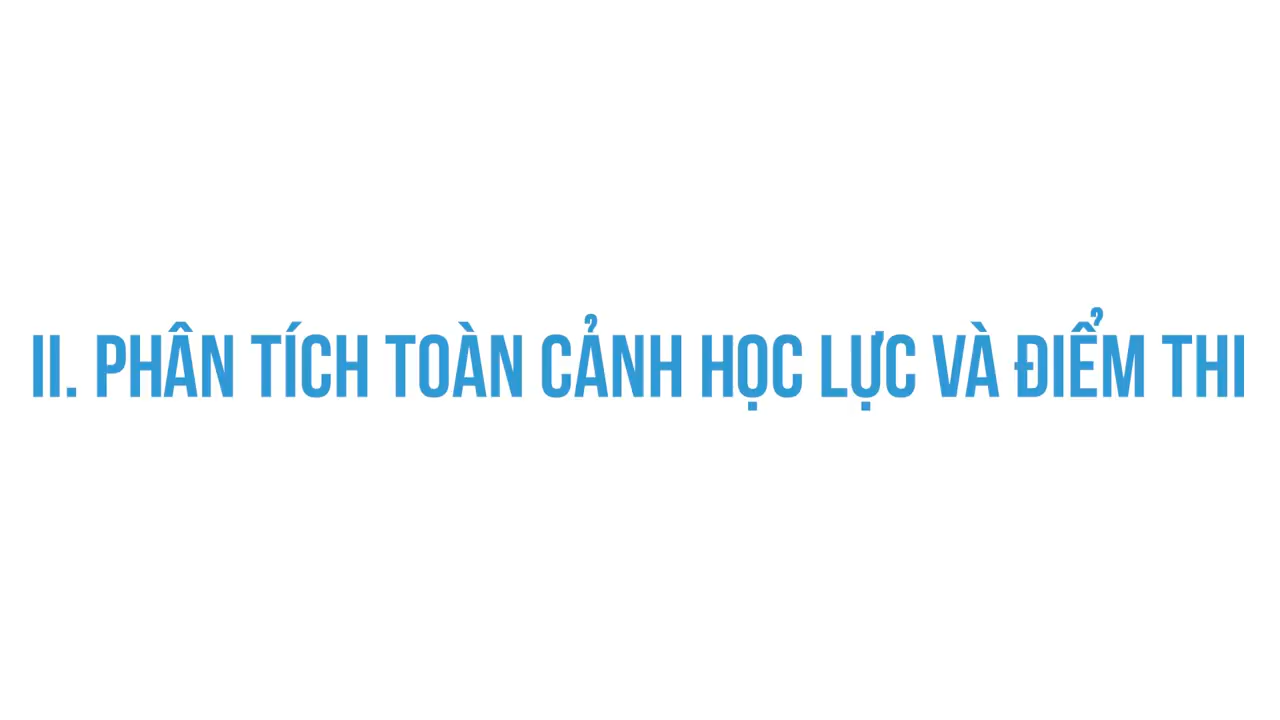 II. PHÂN TÍCH TOÀN CẢNH HỌC LỰC VÀ ĐIỂM THI